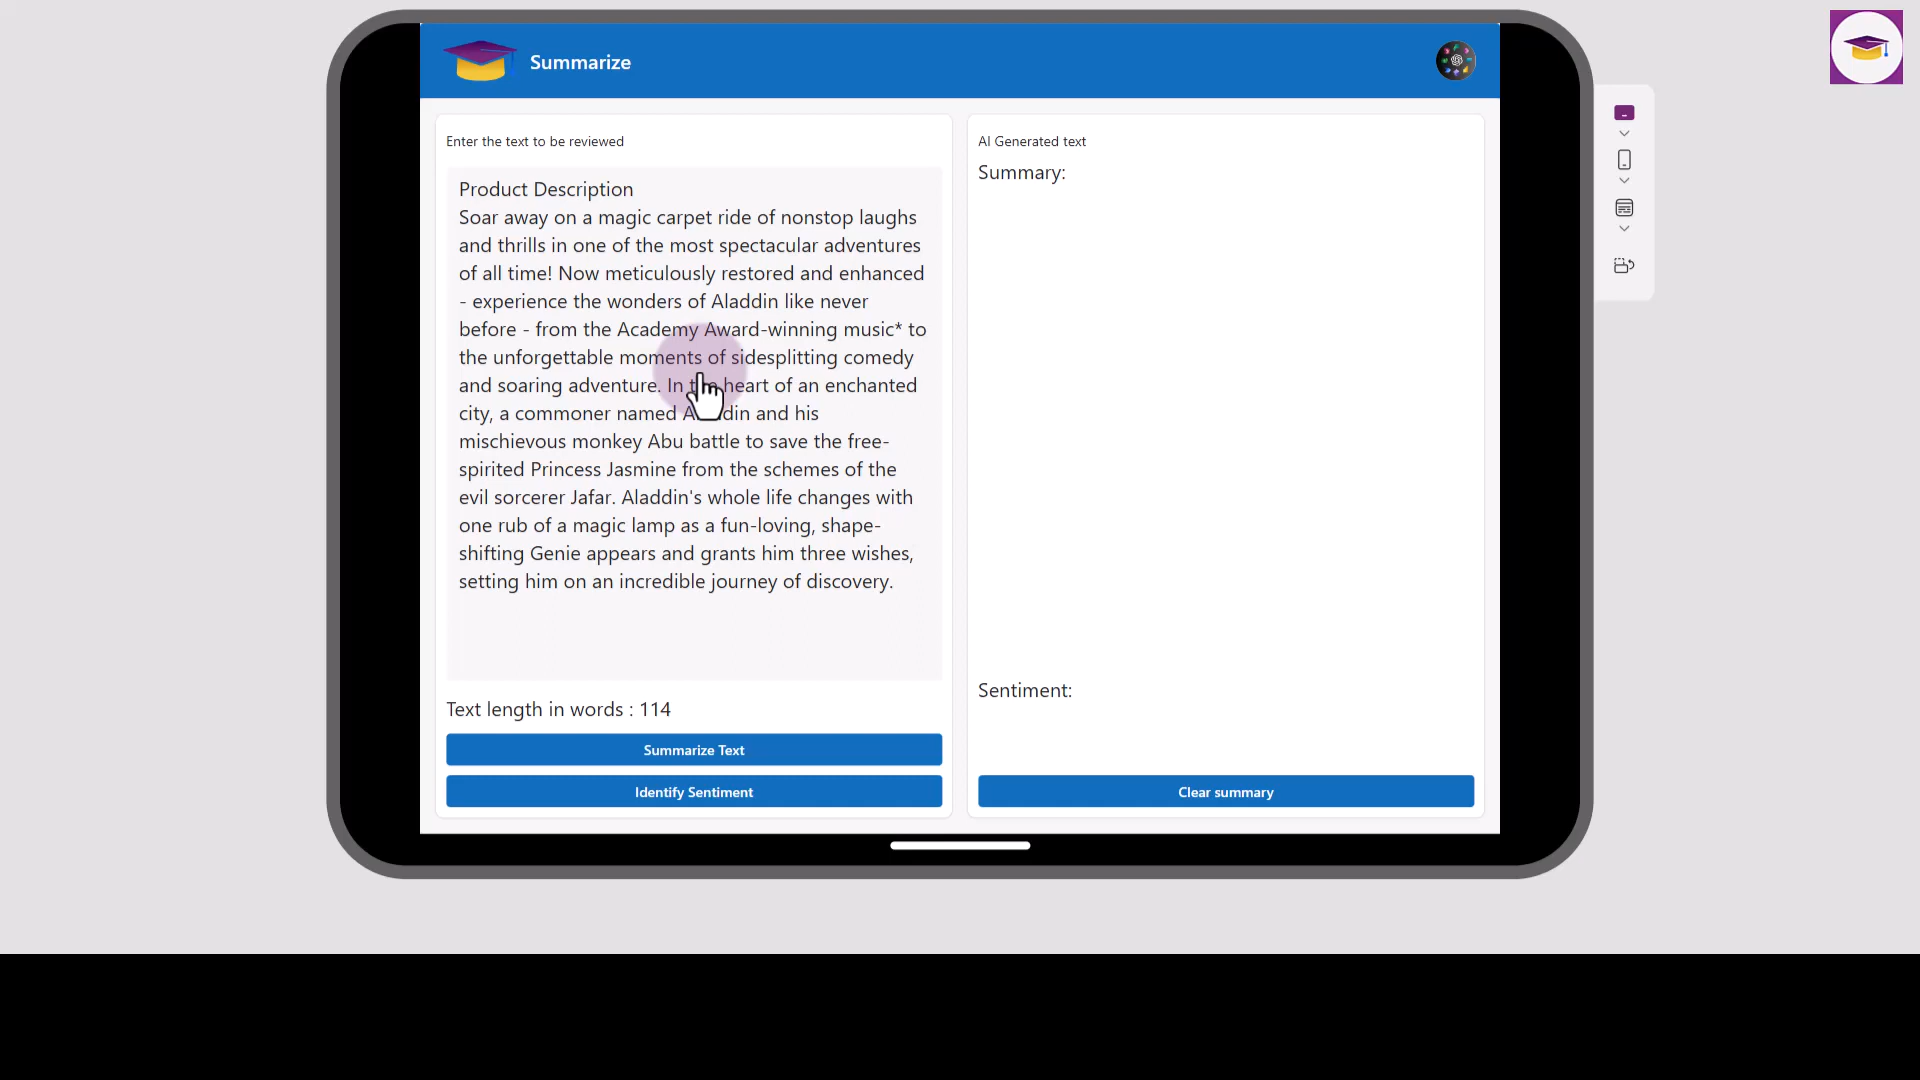 Summarize
Enter the text to be reviewed
Product Description
Soar away on a magic carpet ride of nonstop laughs
and thrills in one of the most spectacular adventures
of all time! Now meticulously restored and enhanced
- experience the wonders of Aladdin like never
before - from the Academy Award-winning music* to
the unforgettable moments of sidesplitting comedy
and soaring adventure. In the heart of an enchanted
city, a commoner named Aladdin and his
mischievous monkey Abu battle to save the free-
spirited Princess Jasmine from the schemes of the
evil sorcerer Jafar. Aladdin's whole life changes with
one rub of a magic lamp as a fun-loving, shape-
shifting Genie appears and grants him three wishes,
setting him on an incredible journey of discovery.
Text length in words : 114
Summarize Text
Identify Sentiment
AI Generated text
Summary:
Sentiment:
Clear summary